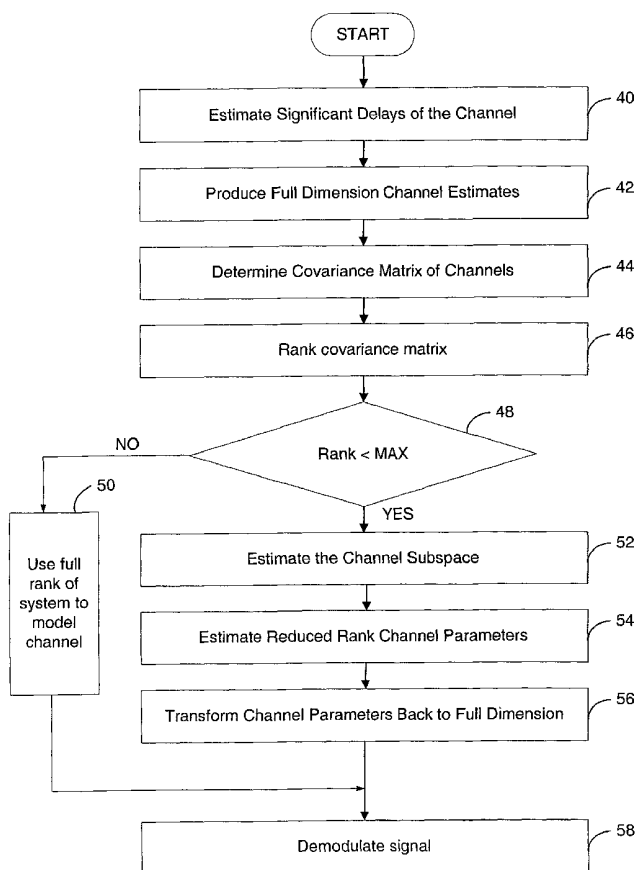 START
Estimate Significant Delays of the Channel
40
Produce Full Dimension Channel Estimates
42
Determine Covariance Matrix of Channels
44
Rank covariance matrix
46
Rank < MAX
48
NO
YES
50
Use full
rank of
system to
model
channel
Estimate the Channel Subspace
52
Estimate Reduced Rank Channel Parameters
54
Transform Channel Parameters Back to Full Dimension
56
Demodulate signal
58